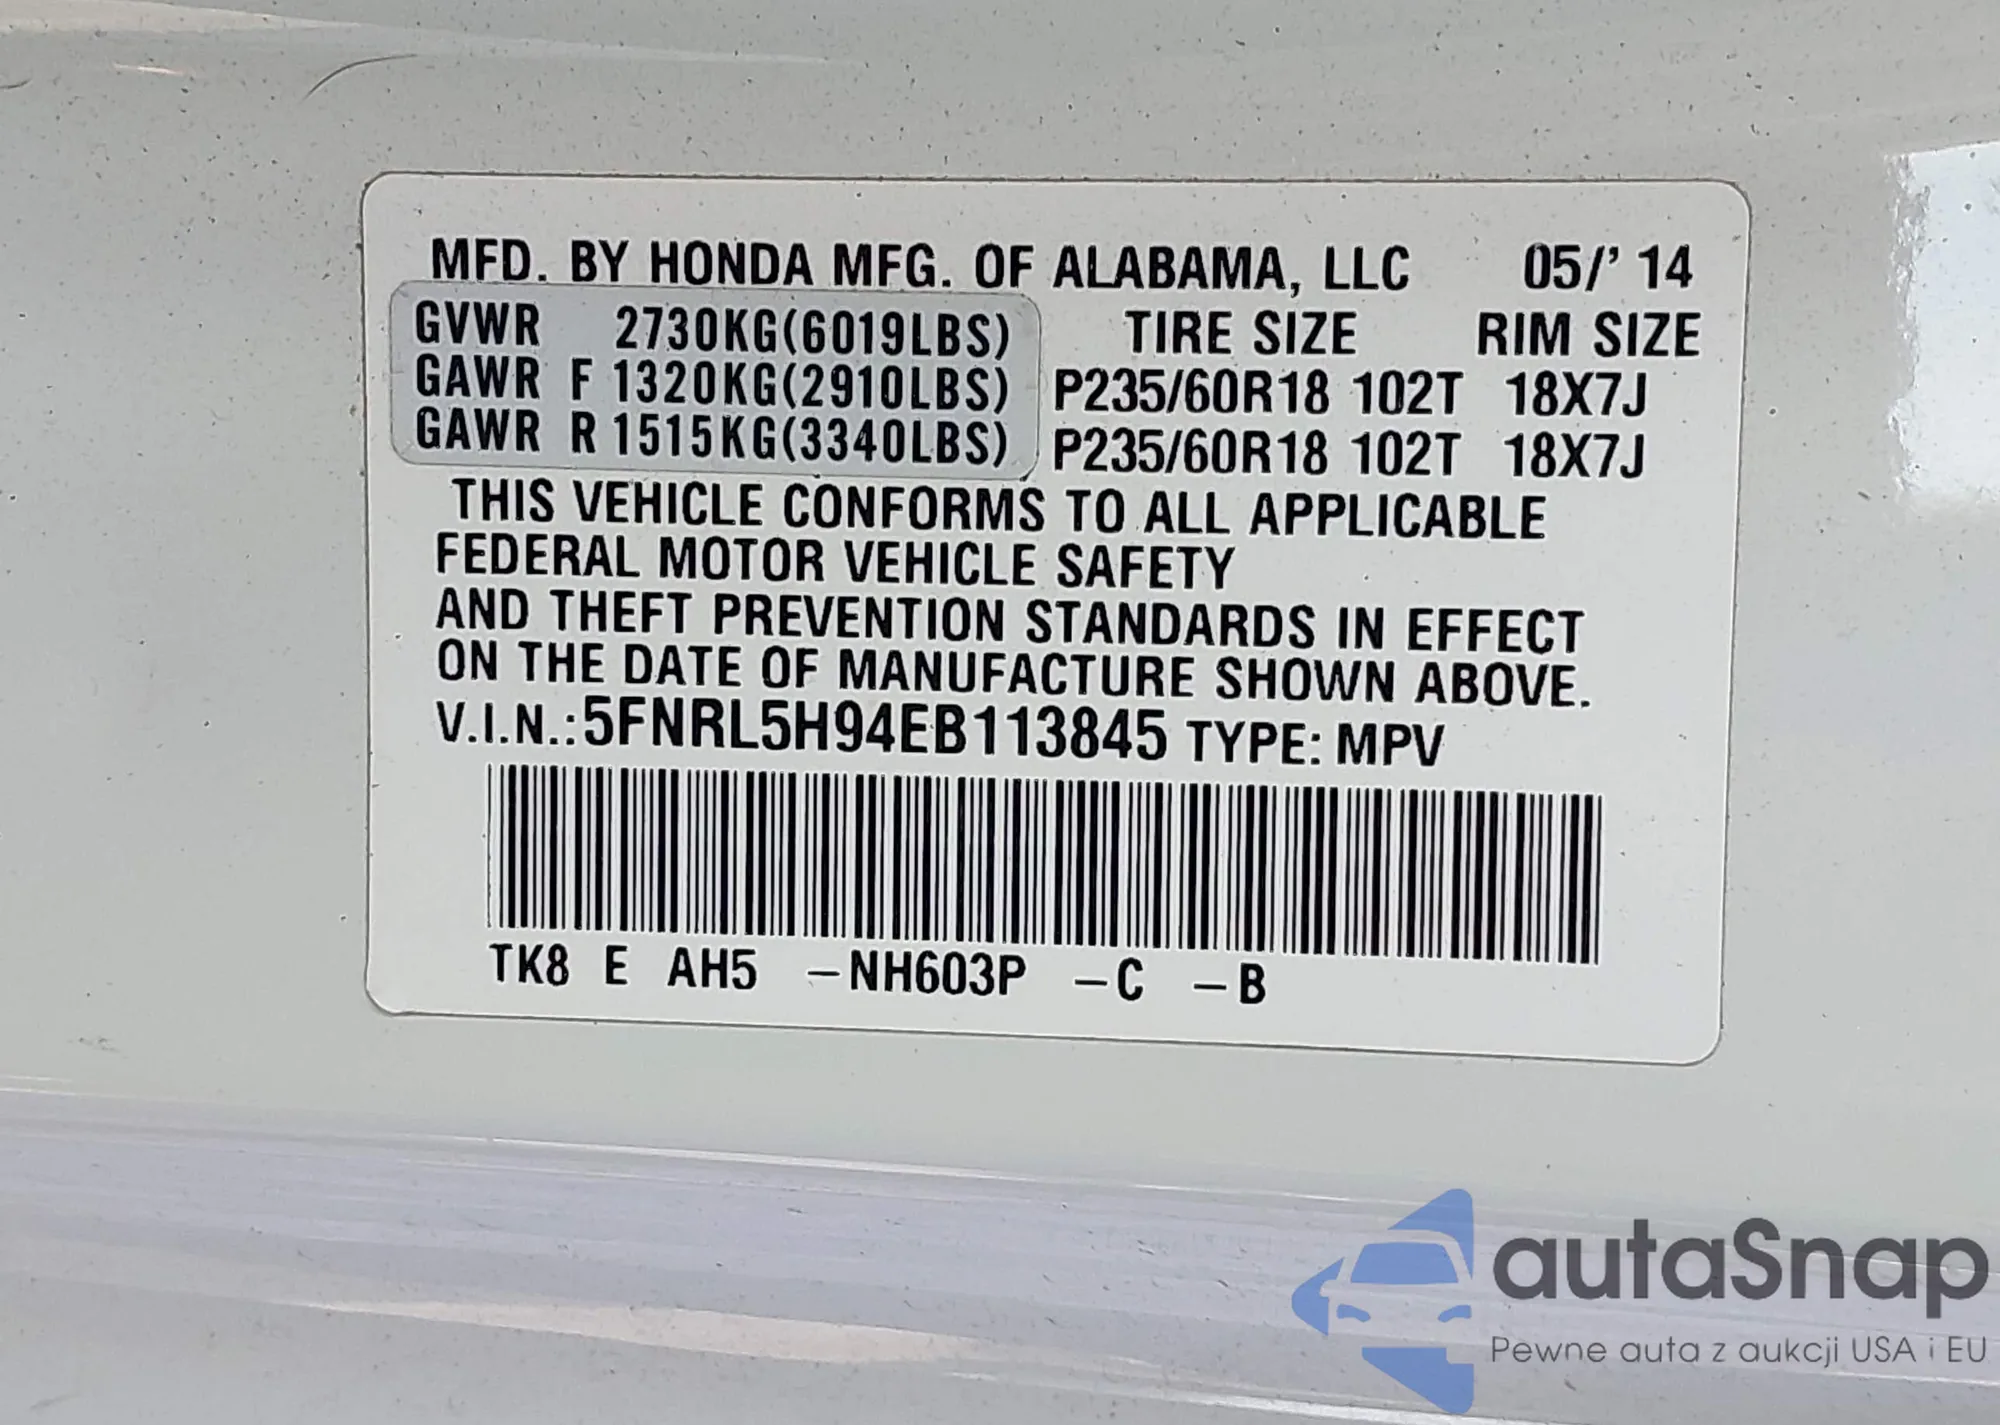 MFD. BY HONDA MFG. OF ALABAMA, LLC 05/' 14
GVWR 2730KG(6019LBS) TIRE SIZE RIM SIZE
GAWR F 1320KG(2910LBS) P235/60R18 102T 18X7J
GAWR R 1515KG(3340LBS) P235/60R18 102T 18X7J
THIS VEHICLE CONFORMS TO ALL APPLICABLE
FEDERAL MOTOR VEHICLE SAFETY
AND THEFT PREVENTION STANDARDS IN EFFECT
ON THE DATE OF MANUFACTURE SHOWN ABOVE.
V.I.N.:5FNRL5H94EB113845 TYPE: MPV
TK8 E AH5 –NH603P –C –B
autaSnap
Pewne auta z aukcji USA i EU